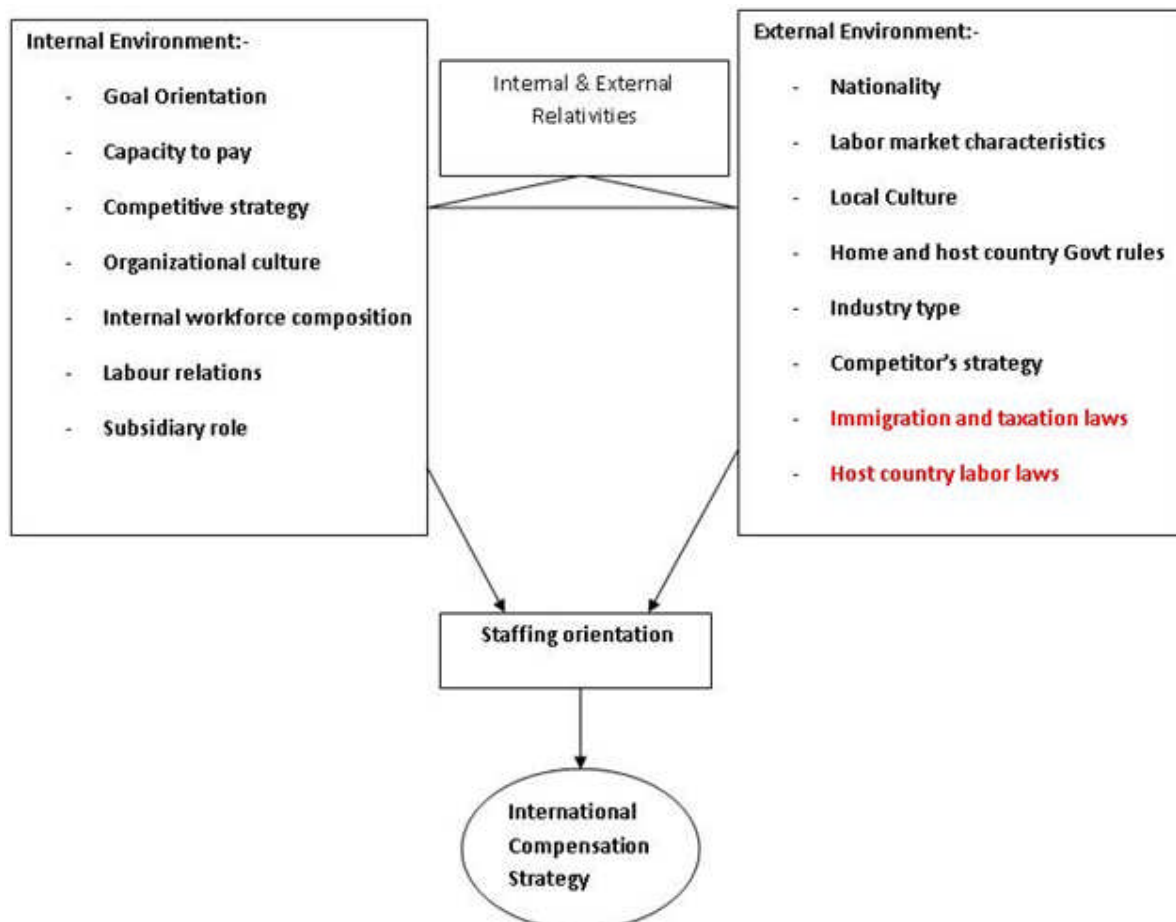 Internal Environment:-
- Goal Orientation
- Capacity to pay
- Competitive strategy
- Organizational culture
- Internal workforce composition
- Labour relations
- Subsidiary role
Internal & External
Relativities
External Environment:-
- Nationality
- Labor market characteristics
- Local Culture
- Home and host country Govt rules
- Industry type
- Competitor's strategy
- Immigration and taxation laws
- Host country labor laws
Staffing orientation
International
Compensation
Strategy